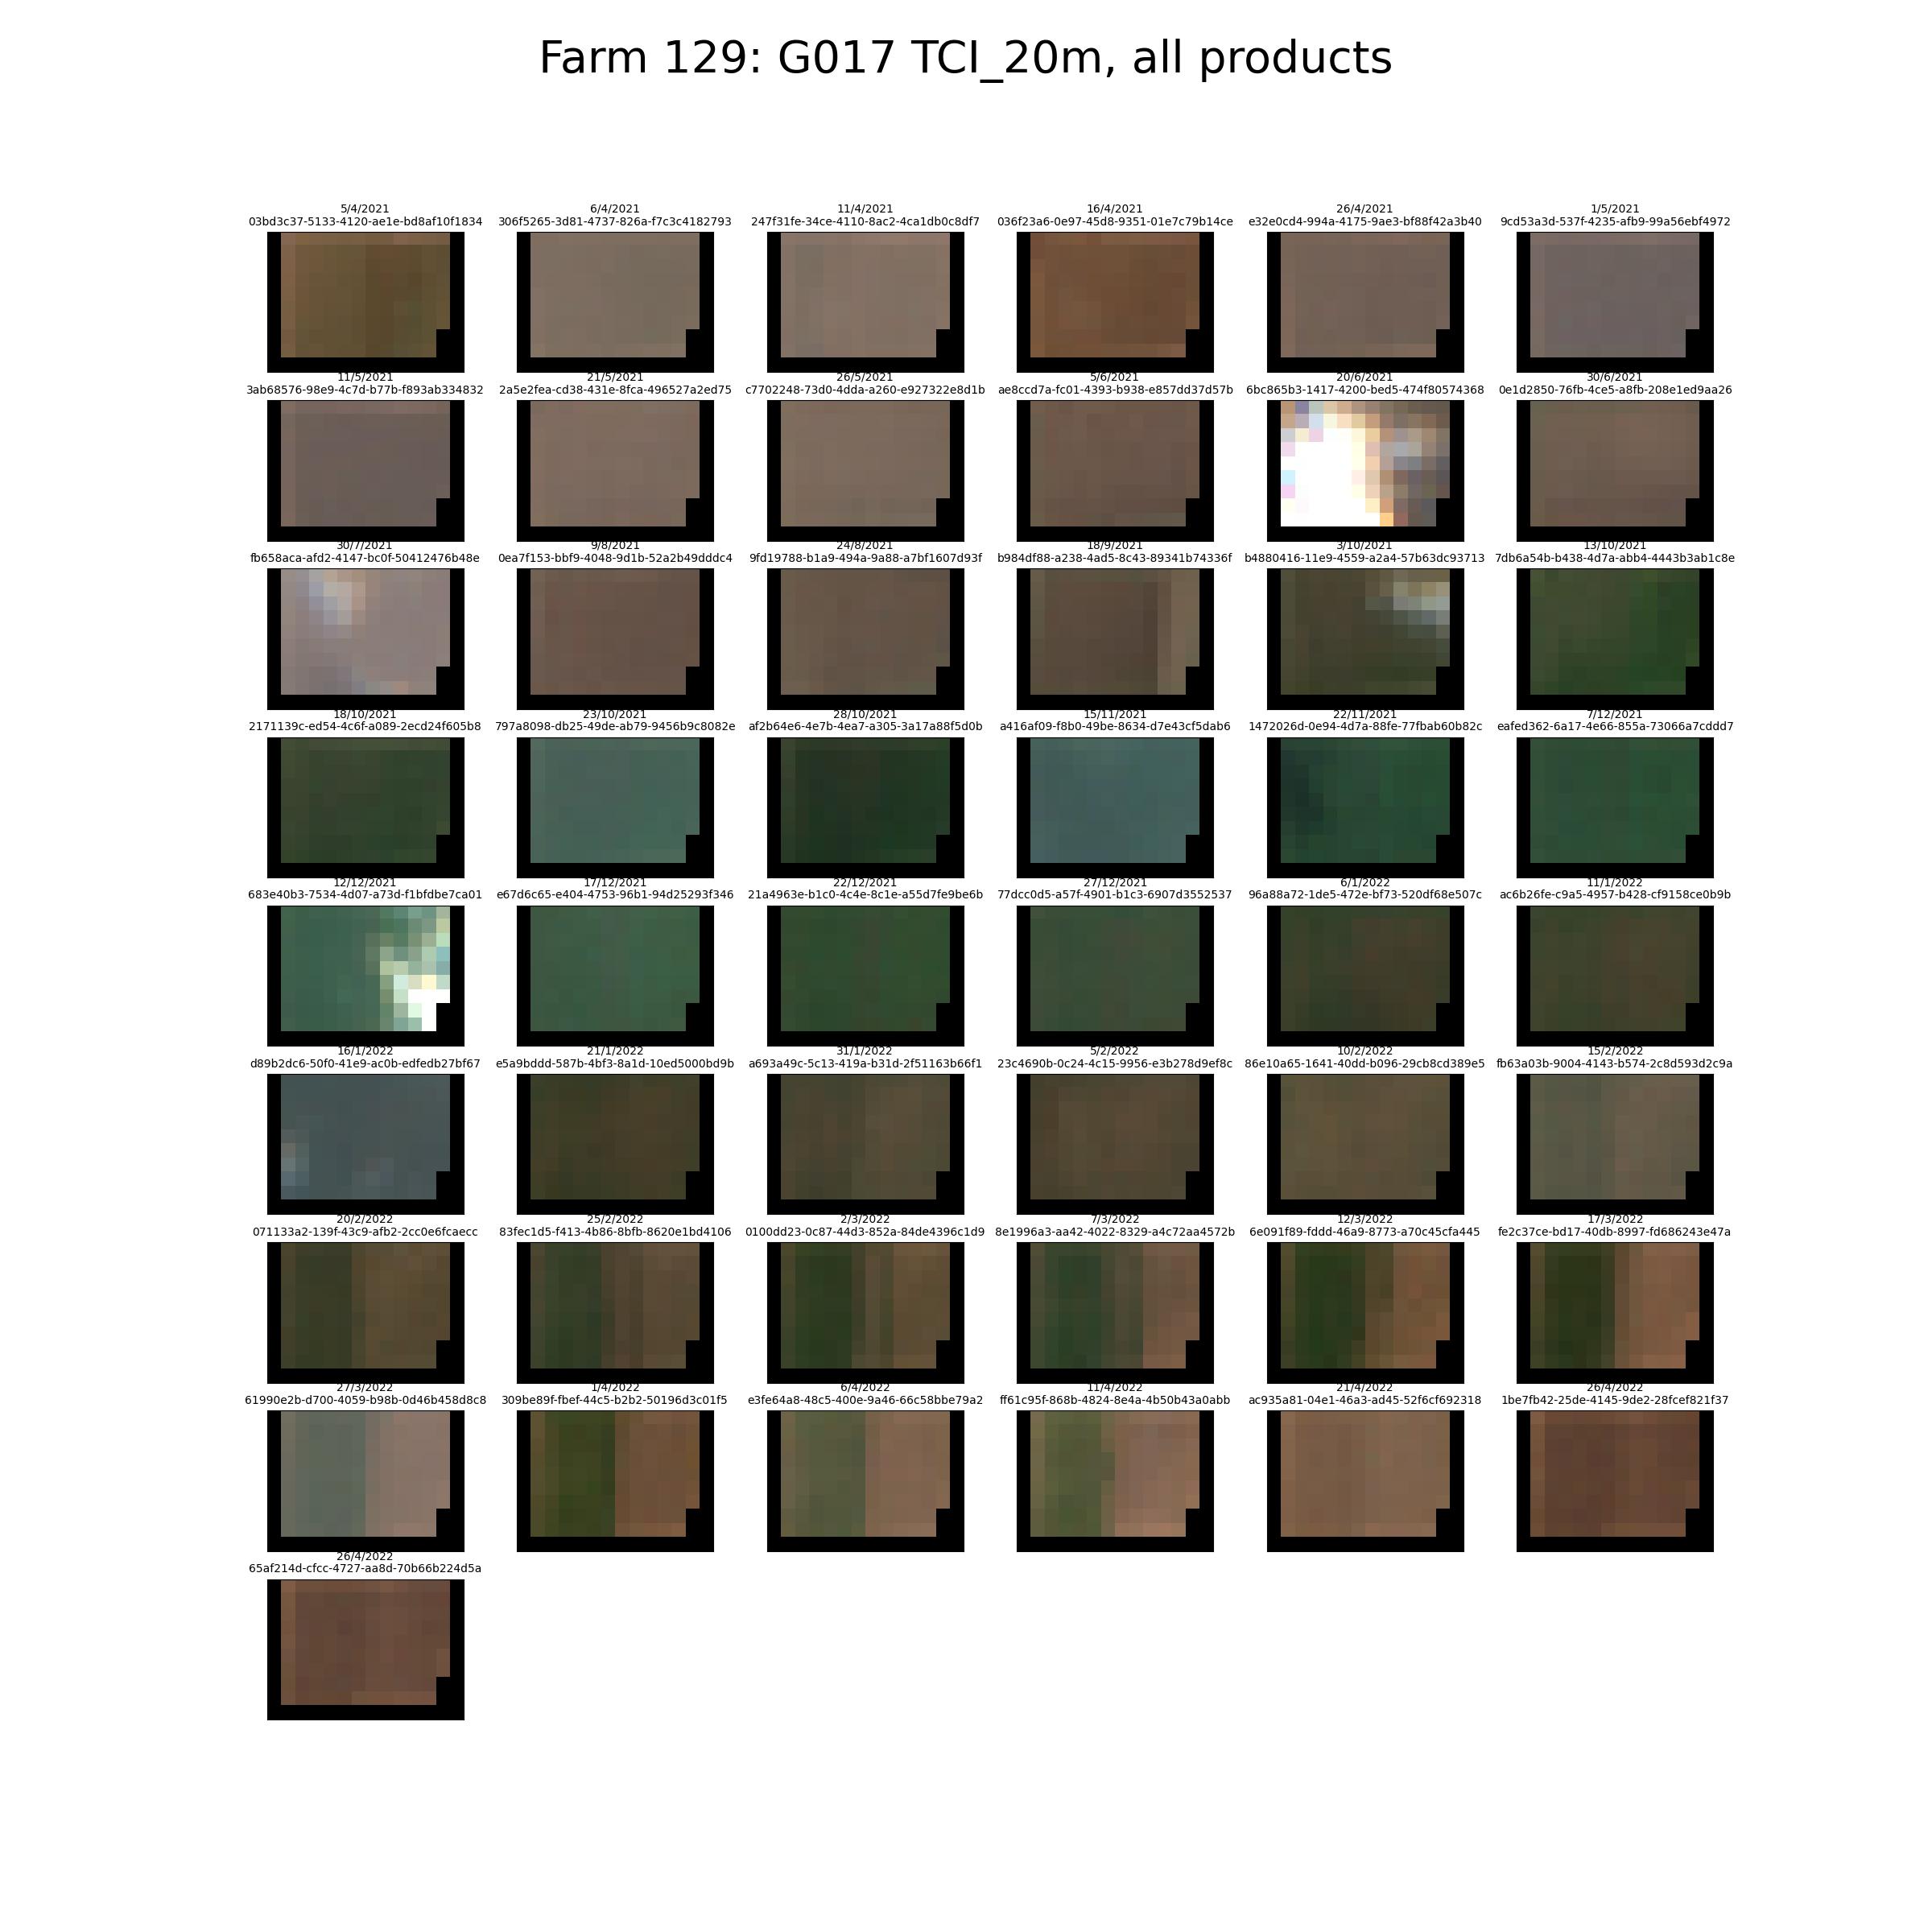 Farm 129: G017 TCI_20m, all products
5/4/2021 6/4/2021 11/4/2021 16/4/2021 26/4/2021 1/5/2021
03bd3c37-5133-4120-ae1e-bd8af10f1834 306f5265-3d81-4737-826a-f7c3c4182793 247f31fe-34ce-4110-8ac2-4ca1db0c8df7 036f23a6-0e97-45d8-9351-01e7c79b14ce e32e0cd4-994a-4175-9ae3-bf88f42a3b40 9cd53a3d-537f-4235-afb9-99a56ebf4972
11/5/2021 21/5/2021 26/5/2021 5/6/2021 20/6/2021 30/6/2021
3ab68576-98e9-4c7d-b77b-f893ab334832 2a5e2fea-cd38-431e-8fca-496527a2ed75 c7702248-73d0-4dda-a260-e927322e8d1b ae8ccd7a-fc01-4393-b938-e857dd37d57b 6bc865b3-1417-4200-bed5-474f80574368 0e1d2850-76fb-4ce5-a8fb-208e1ed9aa26
30/7/2021 9/8/2021 24/8/2021 18/9/2021 3/10/2021 13/10/2021
fb658aca-afd2-4147-bc0f-50412476b48e 0ea7f153-bbf9-4048-9d1b-52a2b49dddc4 9fd19788-b1a9-494a-9a88-a7bf1607d93f b984df88-a238-4ad5-8c43-89341b74336f b4880416-11e9-4559-a2a4-57b63dc93713 7db6a54b-b438-4d7a-abb4-4443b3ab1c8e
18/10/2021 23/10/2021 28/10/2021 15/11/2021 22/11/2021 7/12/2021
2171139c-ed54-4c6f-a089-2ecd24f605b8 797a8098-db25-49de-ab79-9456b9c8082e af2b64e6-4e7b-4ea7-a305-3a17a88f5d0b a416af09-f8b0-49be-8634-d7e43cf5dab6 1472026d-0e94-4d7a-88fe-77fbab60b82c eafed362-6a17-4e66-855a-73066a7cddd7
12/12/2021 17/12/2021 22/12/2021 27/12/2021 6/1/2022 11/1/2022
683e40b3-7534-4d07-a73d-f1bfdbe7ca01 e67d6c65-e404-4753-96b1-94d25293f346 21a4963e-b1c0-4c4e-8c1e-a55d7fe9be6b 77dcc0d5-a57f-4901-b1c3-6907d3552537 96a88a72-1de5-472e-bf73-520df68e507c ac6b26fe-c9a5-4957-b428-cf9158ce0b9b
16/1/2022 21/1/2022 31/1/2022 5/2/2022 10/2/2022 15/2/2022
d89b2dc6-50f0-41e9-ac0b-edfedb27bf67 e5a9bddd-587b-4bf3-8a1d-10ed5000bd9b a693a49c-5c13-419a-b31d-2f51163b66f1 23c4690b-0c24-4c15-9956-e3b278d9ef8c 86e10a65-1641-40dd-b096-29cb8cd389e5 fb63a03b-9004-4143-b574-2c8d593d2c9a
20/2/2022 25/2/2022 2/3/2022 7/3/2022 12/3/2022 17/3/2022
071133a2-139f-43c9-afb2-2cc0e6fcaecc 83fec1d5-f413-4b86-8bfb-8620e1bd4106 0100dd23-0c87-44d3-852a-84de4396c1d9 8e1996a3-aa42-4022-8329-a4c72aa4572b 6e091f89-fddd-46a9-8773-a70c45cfa445 fe2c37ce-bd17-40db-8997-fd686243e47a
27/3/2022 1/4/2022 6/4/2022 11/4/2022 21/4/2022 26/4/2022
61990e2b-d700-4059-b98b-0d46b458d8c8 309be89f-fbef-44c5-b2b2-50196d3c01f5 e3fe64a8-48c5-400e-9a46-66c58bbe79a2 ff61c95f-868b-4824-8e4a-4b50b43a0abb ac935a81-04e1-46a3-ad45-52f6cf692318 1be7fb42-25de-4145-9de2-28fcef821f37
26/4/2022
65af214d-cfcc-4727-aa8d-70b66b224d5a